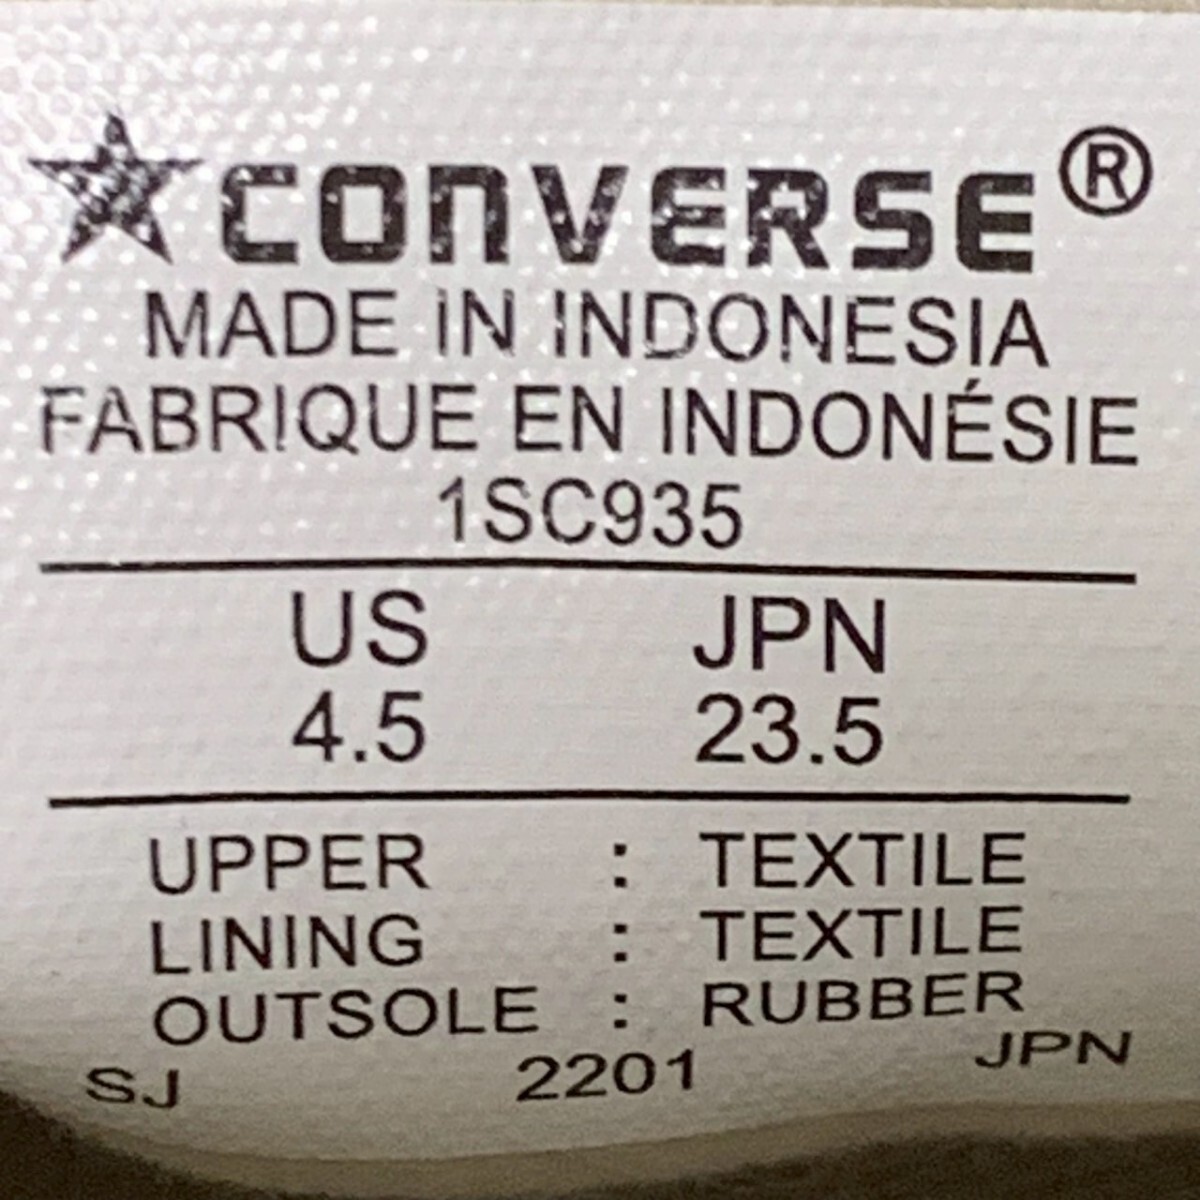 CONVERSE®
MADE IN INDONESIA
FABRIQUE EN INDONÉSIE
1SC935
US JPN
4.5 23.5
UPPER : TEXTILE
LINING : TEXTILE
OUTSOLE : RUBBER
SJ 2201 JPN